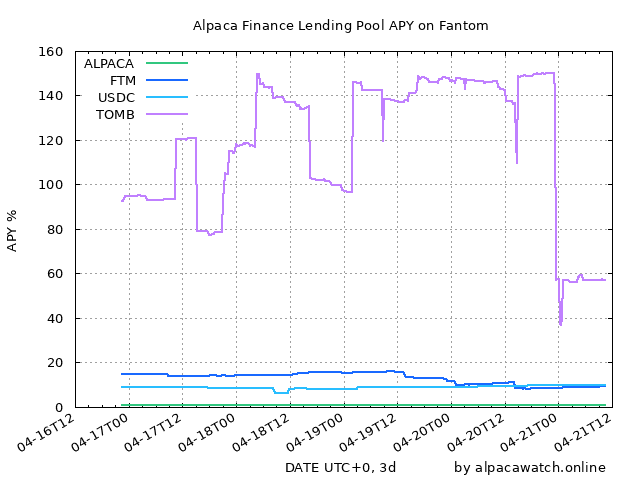 Alpaca Finance Lending Pool APY on Fantom
160
140
120
100
80
60
40
20
0
APY %
ALPACA
FTM
USDC
TOMB
04-16T12
04-17T00
04-17T12
04-18T00
04-18T12
04-19T00
04-19T12
04-20T00
04-20T12
04-21T00
04-21T12
DATE UTC+0, 3d
by alpacawatch.online